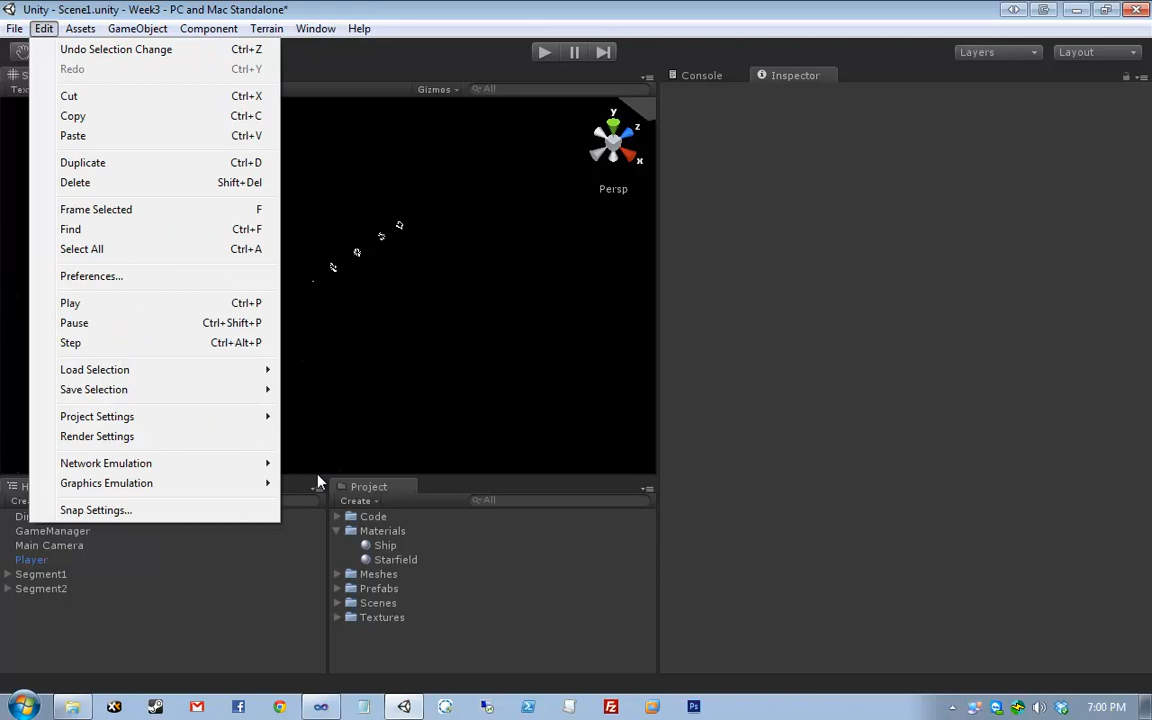 Unity - Scene1.unity - Week3 - PC and Mac Standalone*
File Edit Assets GameObject Component Terrain Window Help
Undo Selection Change Ctrl+Z
Redo Ctrl+Y
Cut Ctrl+X
Copy Ctrl+C
Paste Ctrl+V
Duplicate Ctrl+D
Delete Shift+Del
Frame Selected F
Find Ctrl+F
Select All Ctrl+A
Preferences...
Play Ctrl+P
Pause Ctrl+Shift+P
Step Ctrl+Alt+P
Load Selection
Save Selection
Project Settings
Render Settings
Network Emulation
Graphics Emulation
Snap Settings...
Layers Layout
Console Inspector
Gizmos All
y
z
x
Persp
GameManager
Main Camera
Player
Segment1
Segment2
Project
Create All
Code
Materials
Ship
Starfield
Meshes
Prefabs
Scenes
Textures
Ps
7:00 PM